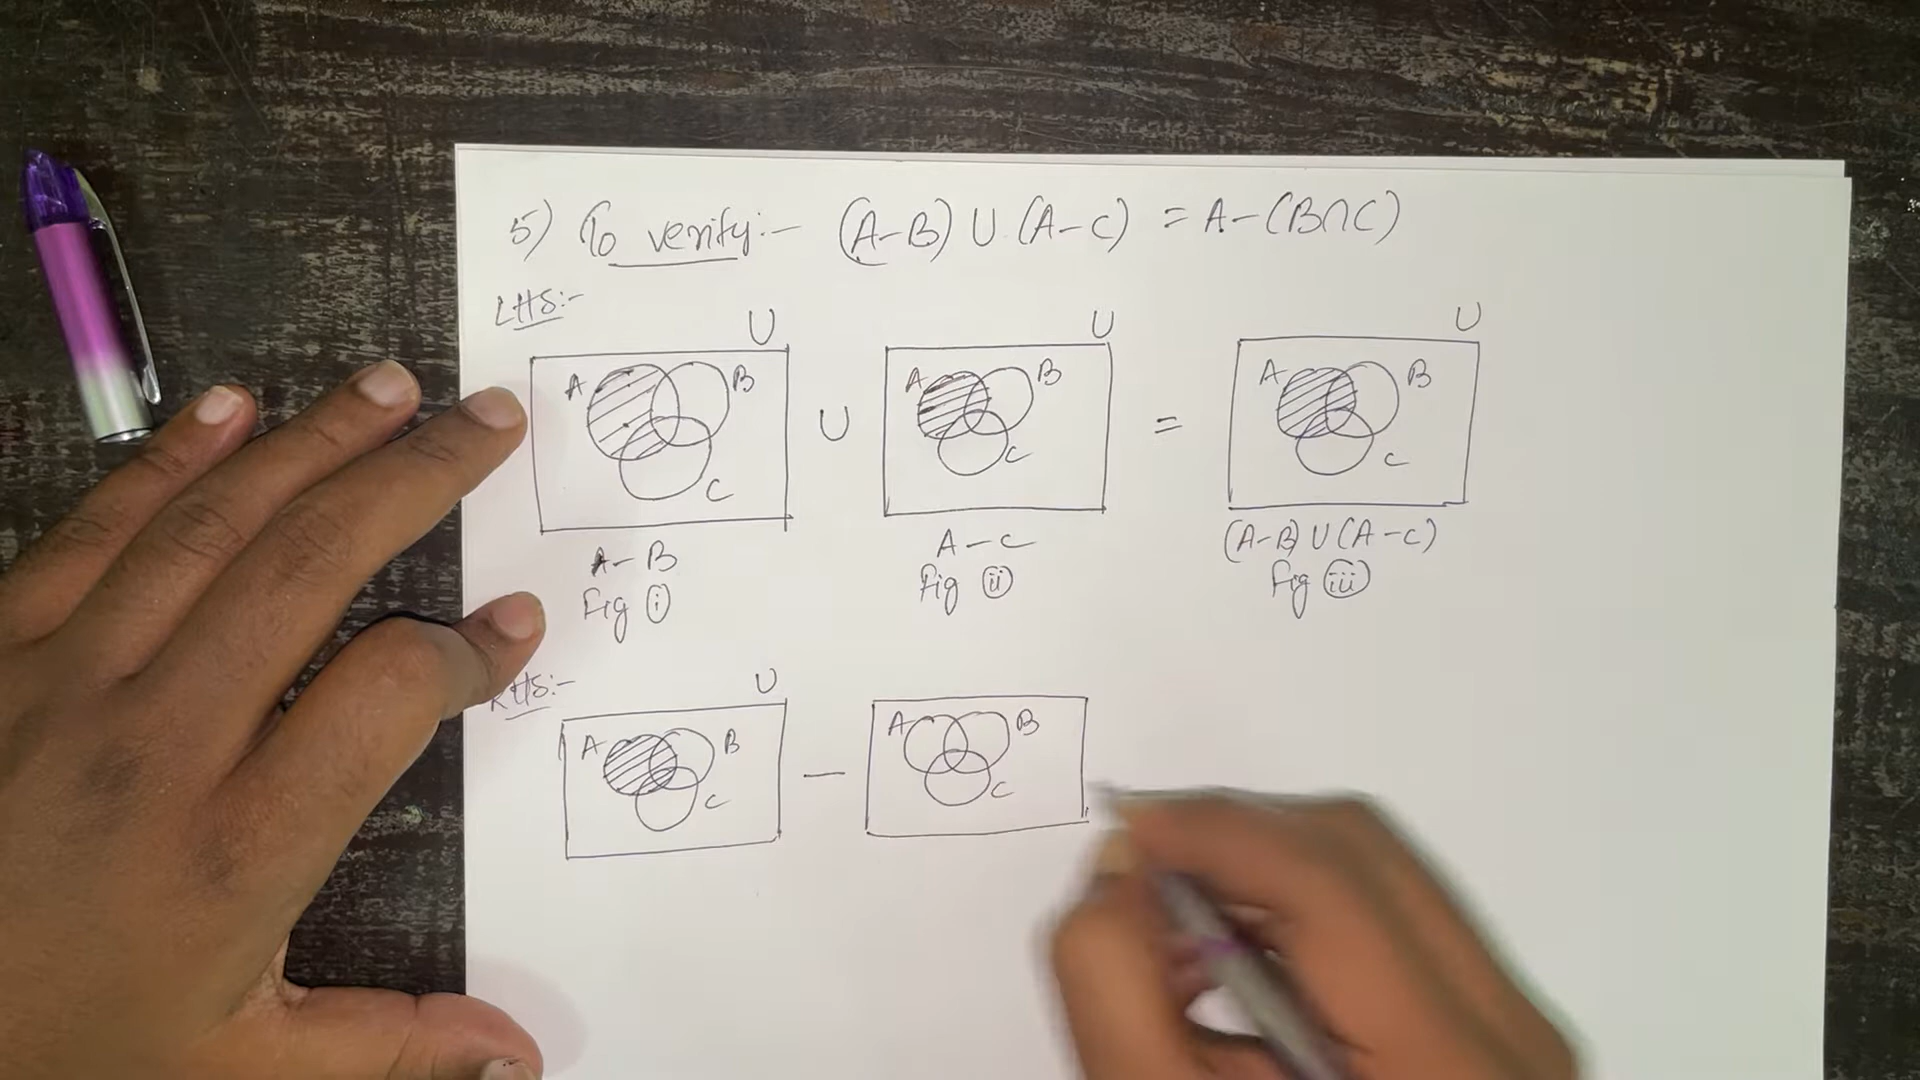 5) To verify:- (A-B) U (A-C) = A-(B∩C)
LHS:-
U U U
A B C U A B C = A B C
A-B A-C (A-B) U (A-C)
Fig (i) Fig (ii) Fig (iii)
RHS:-
U
A B C - A B C